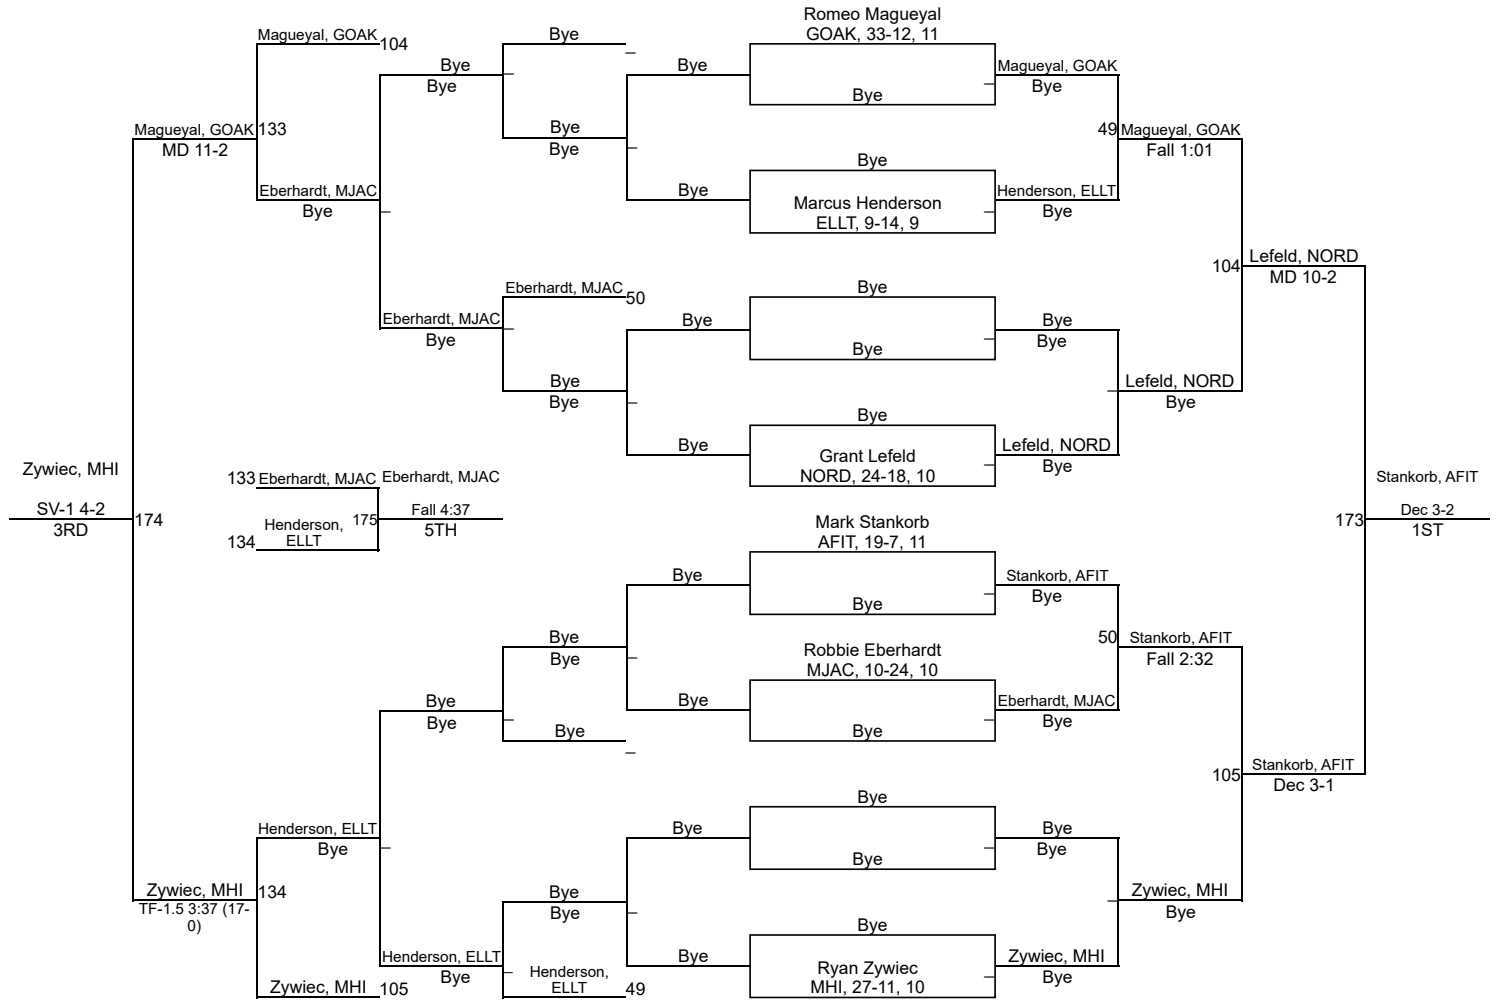 Romeo Magueyal
GOAK, 33-12, 11
Magueyal, GOAK
104
Bye
Bye
Bye
Bye
Bye
Magueyal, GOAK
Bye
Bye
Magueyal, GOAK
133
MD 11-2
Bye
Bye
49
Magueyal, GOAK
Fall 1:01
Bye
Eberhardt, MJAC
Bye
Bye
Marcus Henderson
ELLT, 9-14, 9
Henderson, ELLT
Bye
104
Lefeld, NORD
MD 10-2
Eberhardt, MJAC
50
Bye
Eberhardt, MJAC
Bye
Bye
Bye
Bye
Bye
Bye
Bye
Lefeld, NORD
Bye
Bye
Bye
Grant Lefeld
NORD, 24-18, 10
Lefeld, NORD
Bye
Zywiec, MHI
SV-1 4-2
3RD
174
133
Eberhardt, MJAC
Eberhardt, MJAC
175
Fall 4:37
5TH
134
Henderson,
ELLT
Stankorb, AFIT
173
Dec 3-2
1ST
Mark Stankorb
AFIT, 19-7, 11
Bye
Bye
Stankorb, AFIT
Bye
Bye
Bye
50
Stankorb, AFIT
Fall 2:32
Robbie Eberhardt
MJAC, 10-24, 10
Bye
Bye
Bye
Bye
Bye
Eberhardt, MJAC
Bye
105
Stankorb, AFIT
Dec 3-1
Bye
Henderson, ELLT
Bye
Bye
Bye
Bye
Bye
Zywiec, MHI
134
TF-1.5 3:37 (17-
0)
Bye
Bye
Zywiec, MHI
Bye
Bye
Henderson, ELLT
Bye
Henderson,
ELLT
49
Bye
Ryan Zywiec
MHI, 27-11, 10
Zywiec, MHI
Bye
Zywiec, MHI
105